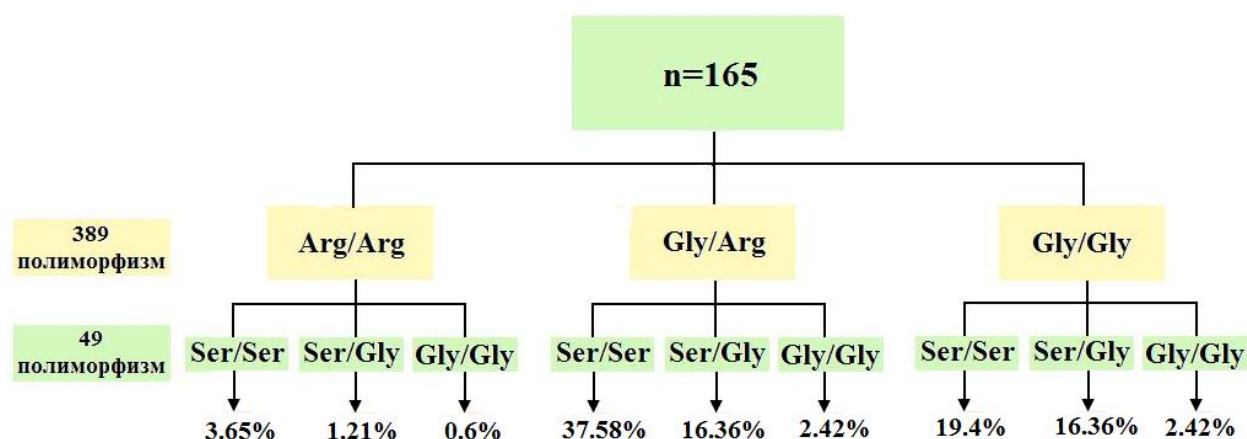 n=165
389
полиморфизм
Arg/Arg
Gly/Arg
Gly/Gly
49
полиморфизм
Ser/Ser
Ser/Gly
Gly/Gly
Ser/Ser
Ser/Gly
Gly/Gly
Ser/Ser
Ser/Gly
Gly/Gly
3.65%
1.21%
0.6%
37.58%
16.36%
2.42%
19.4%
16.36%
2.42%